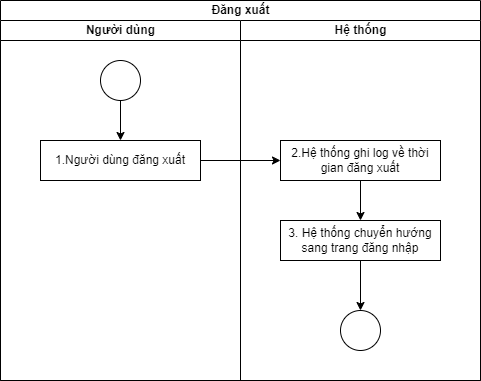 Đăng xuất
Người dùng
Hệ thống
1.Người dùng đăng xuất
2.Hệ thống ghi log về thời
gian đăng xuất
3. Hệ thống chuyển hướng
sang trang đăng nhập